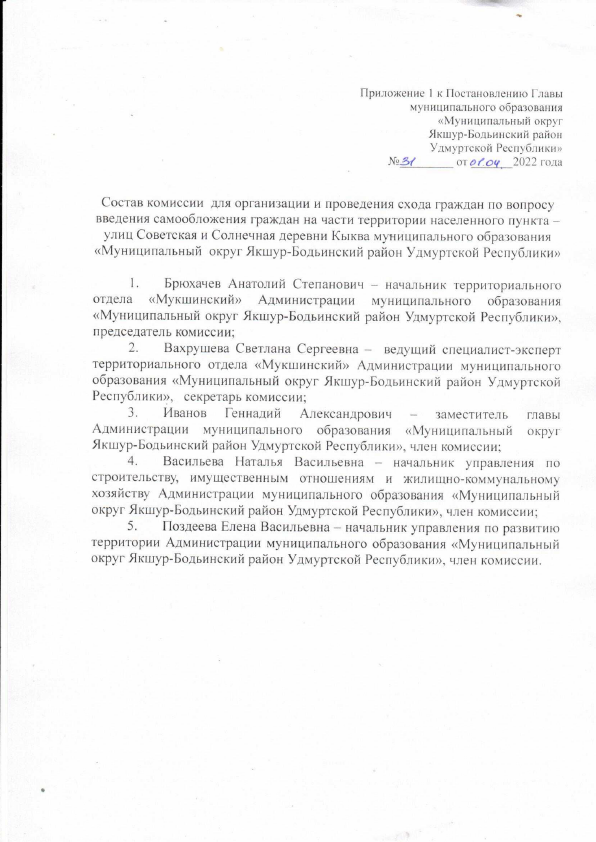 Приложение 1 к Постановлению Главы
муниципального образования
«Муниципальный округ
Якшур-Бодьинский район
Удмуртской Республики»
№31________ от 01.04__2022 года
Состав комиссии для организации и проведения схода граждан по вопросу
введения самообложения граждан на части территории населенного пункта –
улиц Советская и Солнечная деревни Кыква муниципального образования
«Муниципальный округ Якшур-Бодьинский район Удмуртской Республики»
1. Брюхачев Анатолий Степанович – начальник территориального
отдела «Мукшинский» Администрации муниципального образования
«Муниципальный округ Якшур-Бодьинский район Удмуртской Республики»,
председатель комиссии;
2. Вахрушева Светлана Сергеевна – ведущий специалист-эксперт
территориального отдела «Мукшинский» Администрации муниципального
образования «Муниципальный округ Якшур-Бодьинский район Удмуртской
Республики», секретарь комиссии;
3. Иванов Геннадий Александрович – заместитель главы
Администрации муниципального образования «Муниципальный округ
Якшур-Бодьинский район Удмуртской Республики», член комиссии;
4. Васильева Наталья Васильевна – начальник управления по
строительству, имущественным отношениям и жилищно-коммунальному
хозяйству Администрации муниципального образования «Муниципальный
округ Якшур-Бодьинский район Удмуртской Республики», член комиссии;
5. Поздеева Елена Васильевна – начальник управления по развитию
территории Администрации муниципального образования «Муниципальный
округ Якшур-Бодьинский район Удмуртской Республики», член комиссии.